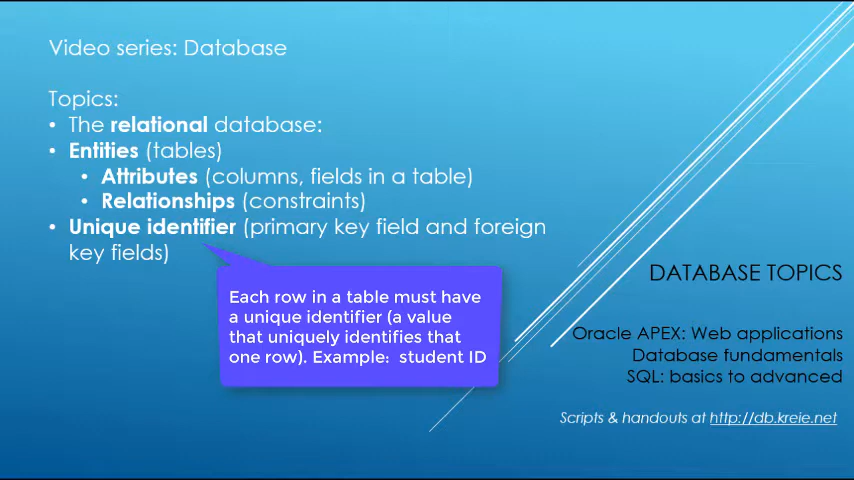 Video series: Database
Topics:
• The relational database:
• Entities (tables)
• Attributes (columns, fields in a table)
• Relationships (constraints)
• Unique identifier (primary key field and foreign
key fields)
Each row in a table must have
a unique identifier (a value
that uniquely identifies that
one row). Example: student ID
DATABASE TOPICS
Oracle APEX: Web applications
Database fundamentals
SQL: basics to advanced
Scripts & handouts at http://db.kreie.net